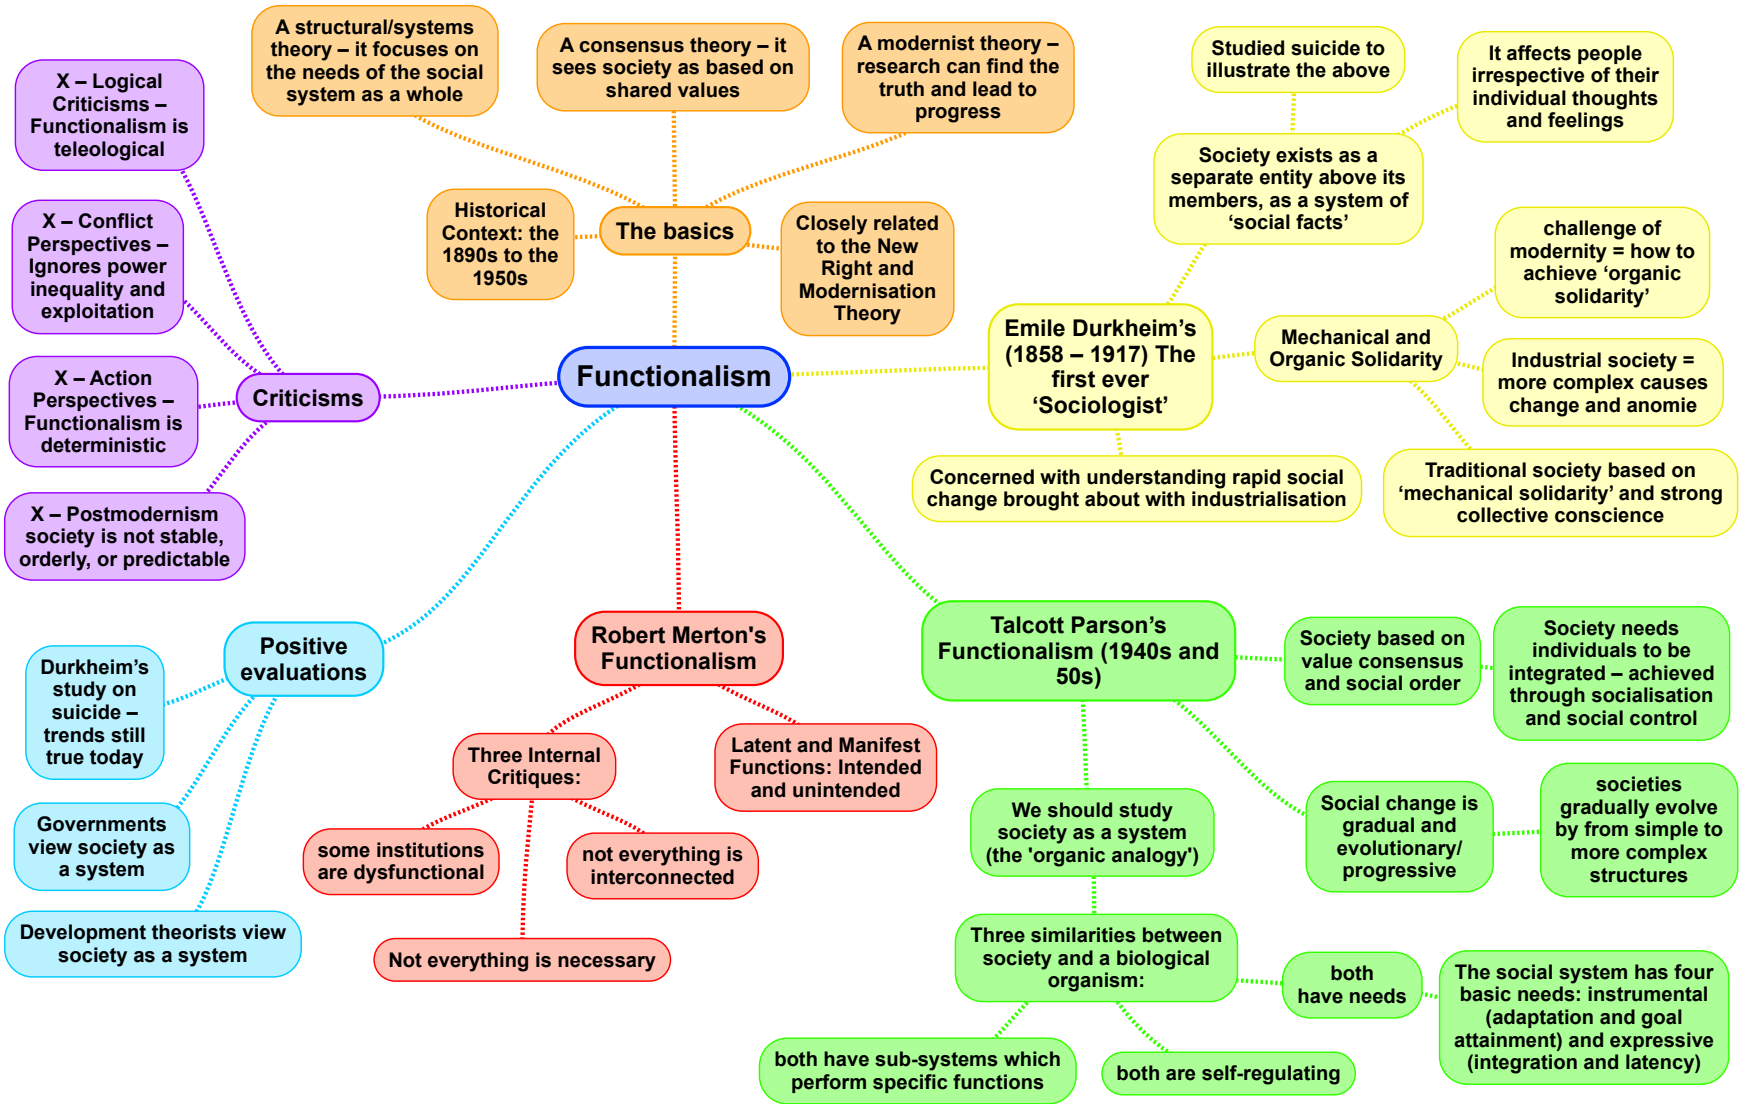 Functionalism
The basics
A structural/systems
theory – it focuses on
the needs of the social
system as a whole
A consensus theory – it
sees society as based on
shared values
A modernist theory –
research can find the
truth and lead to
progress
Historical
Context: the
1890s to the
1950s
Closely related
to the New
Right and
Modernisation
Theory
Emile Durkheim’s
(1858 – 1917) The
first ever
‘Sociologist’
Society exists as a
separate entity above its
members, as a system of
‘social facts’
Studied suicide to
illustrate the above
It affects people
irrespective of their
individual thoughts
and feelings
Mechanical and
Organic Solidarity
challenge of
modernity = how to
achieve ‘organic
solidarity’
Industrial society =
more complex causes
change and anomie
Traditional society based on
‘mechanical solidarity’ and strong
collective conscience
Concerned with understanding rapid social
change brought about with industrialisation
Talcott Parson’s
Functionalism (1940s and
50s)
Society based on
value consensus
and social order
Society needs
individuals to be
integrated – achieved
through socialisation
and social control
Social change is
gradual and
evolutionary/
progressive
societies
gradually evolve
by from simple to
more complex
structures
We should study
society as a system
(the 'organic analogy')
Three similarities between
society and a biological
organism:
both
have needs
The social system has four
basic needs: instrumental
(adaptation and goal
attainment) and expressive
(integration and latency)
both are self-regulating
both have sub-systems which
perform specific functions
Robert Merton's
Functionalism
Three Internal
Critiques:
some institutions
are dysfunctional
Not everything is necessary
not everything is
interconnected
Latent and Manifest
Functions: Intended
and unintended
Positive
evaluations
Durkheim’s
study on
suicide –
trends still
true today
Governments
view society as
a system
Development theorists view
society as a system
Criticisms
X – Logical
Criticisms –
Functionalism is
teleological
X – Conflict
Perspectives –
Ignores power
inequality and
exploitation
X – Action
Perspectives –
Functionalism is
deterministic
X – Postmodernism
society is not stable,
orderly, or predictable